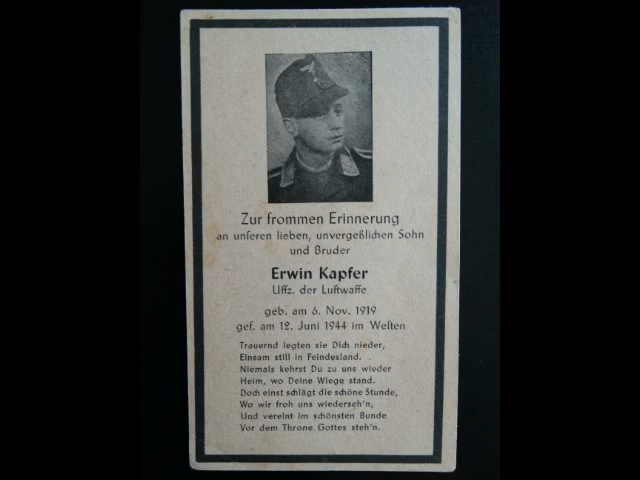 Zur frommen Erinnerung
an unſeren lieben, unvergeßlichen Sohn
und Bruder
Erwin Kapfer
Uffz. der Luftwaffe
geb. am 6. Nov. 1919
gef. am 12. Juni 1944 im Weſten
Trauernd legten sie Dich nieder,
Einsam still in Feindesland.
Niemals kehrst Du zu uns wieder
Heim, wo Deine Wiege stand.
Doch einst schlägt die schöne Stunde,
Wo wir froh uns wiederseh'n,
Und vereint im schönsten Bunde
Vor dem Throne Gottes steh'n.